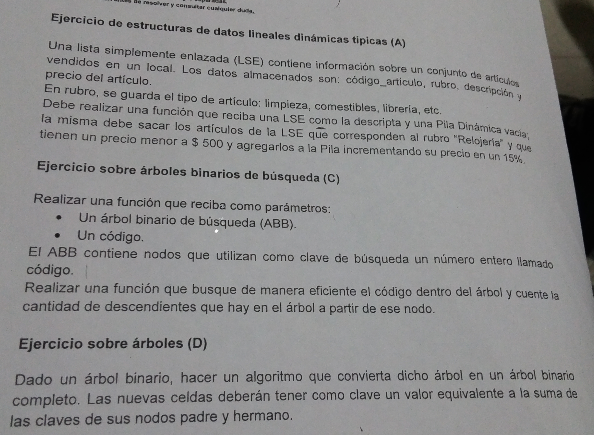 de resolver y consultar cualquier duda.
Ejercicio de estructuras de datos lineales dinámicas tipicas (A)
Una lista simplemente enlazada (LSE) contiene información sobre un conjunto de artículos
vendidos en un local. Los datos almacenados son: código_artículo, rubro, descripción y
precio del artículo.
En rubro, se guarda el tipo de artículo: limpieza, comestibles, librería, etc.
Debe realizar una función que reciba una LSE como la descripta y una Pila Dinámica vacía;
la misma debe sacar los artículos de la LSE que corresponden al rubro "Relojería" y que
tienen un precio menor a $ 500 y agregarlos a la Pila incrementando su precio en un 15%.
Ejercicio sobre árboles binarios de búsqueda (C)
Realizar una función que reciba como parámetros:
• Un árbol binario de búsqueda (ABB).
• Un código.
El ABB contiene nodos que utilizan como clave de búsqueda un número entero llamado
código.
Realizar una función que busque de manera eficiente el código dentro del árbol y cuente la
cantidad de descendientes que hay en el árbol a partir de ese nodo.
Ejercicio sobre árboles (D)
Dado un árbol binario, hacer un algoritmo que convierta dicho árbol en un árbol binario
completo. Las nuevas celdas deberán tener como clave un valor equivalente a la suma de
las claves de sus nodos padre y hermano.